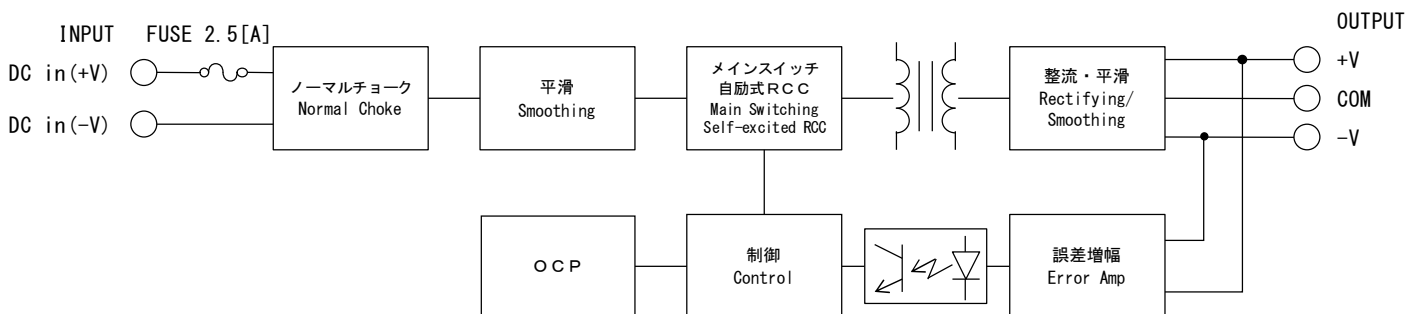 INPUT FUSE 2.5[A]
OUTPUT
DC in(+V)
DC in(-V)
ノーマルチョーク
Normal Choke
平滑
Smoothing
メインスイッチ
自励式RCC
Main Switching
Self-excited RCC
整流・平滑
Rectifying/
Smoothing
+V
COM
-V
OCP
制御
Control
誤差増幅
Error Amp